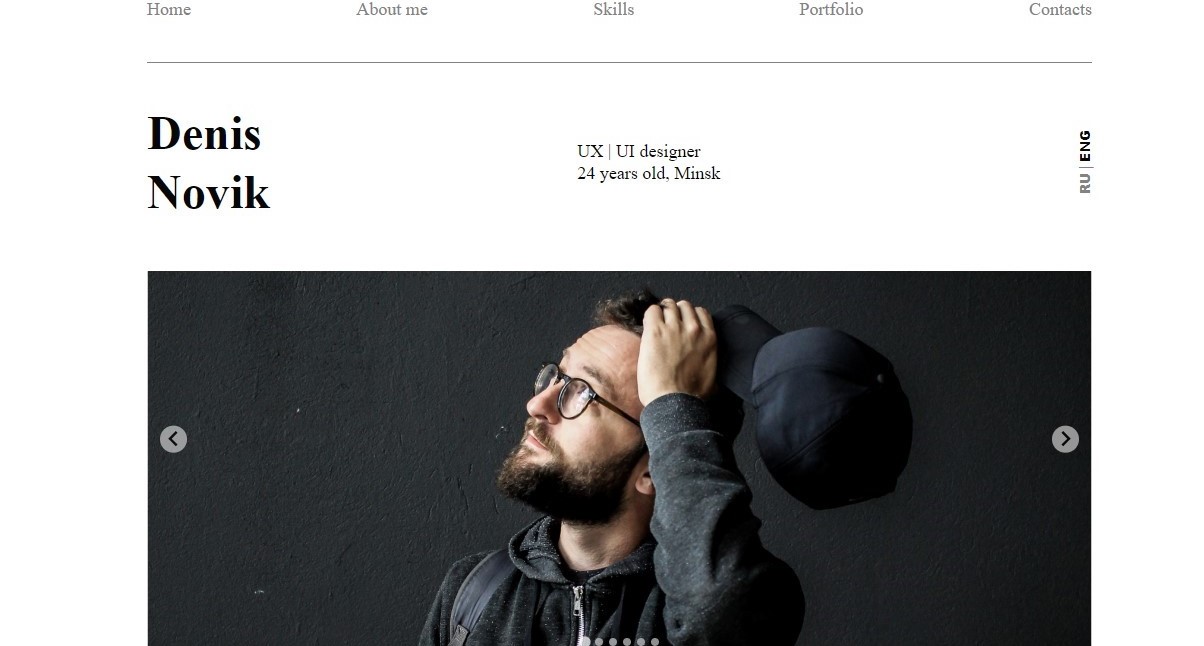 Home About me Skills Portfolio Contacts
Denis
Novik
UX | UI designer
24 years old, Minsk
RU | ENG